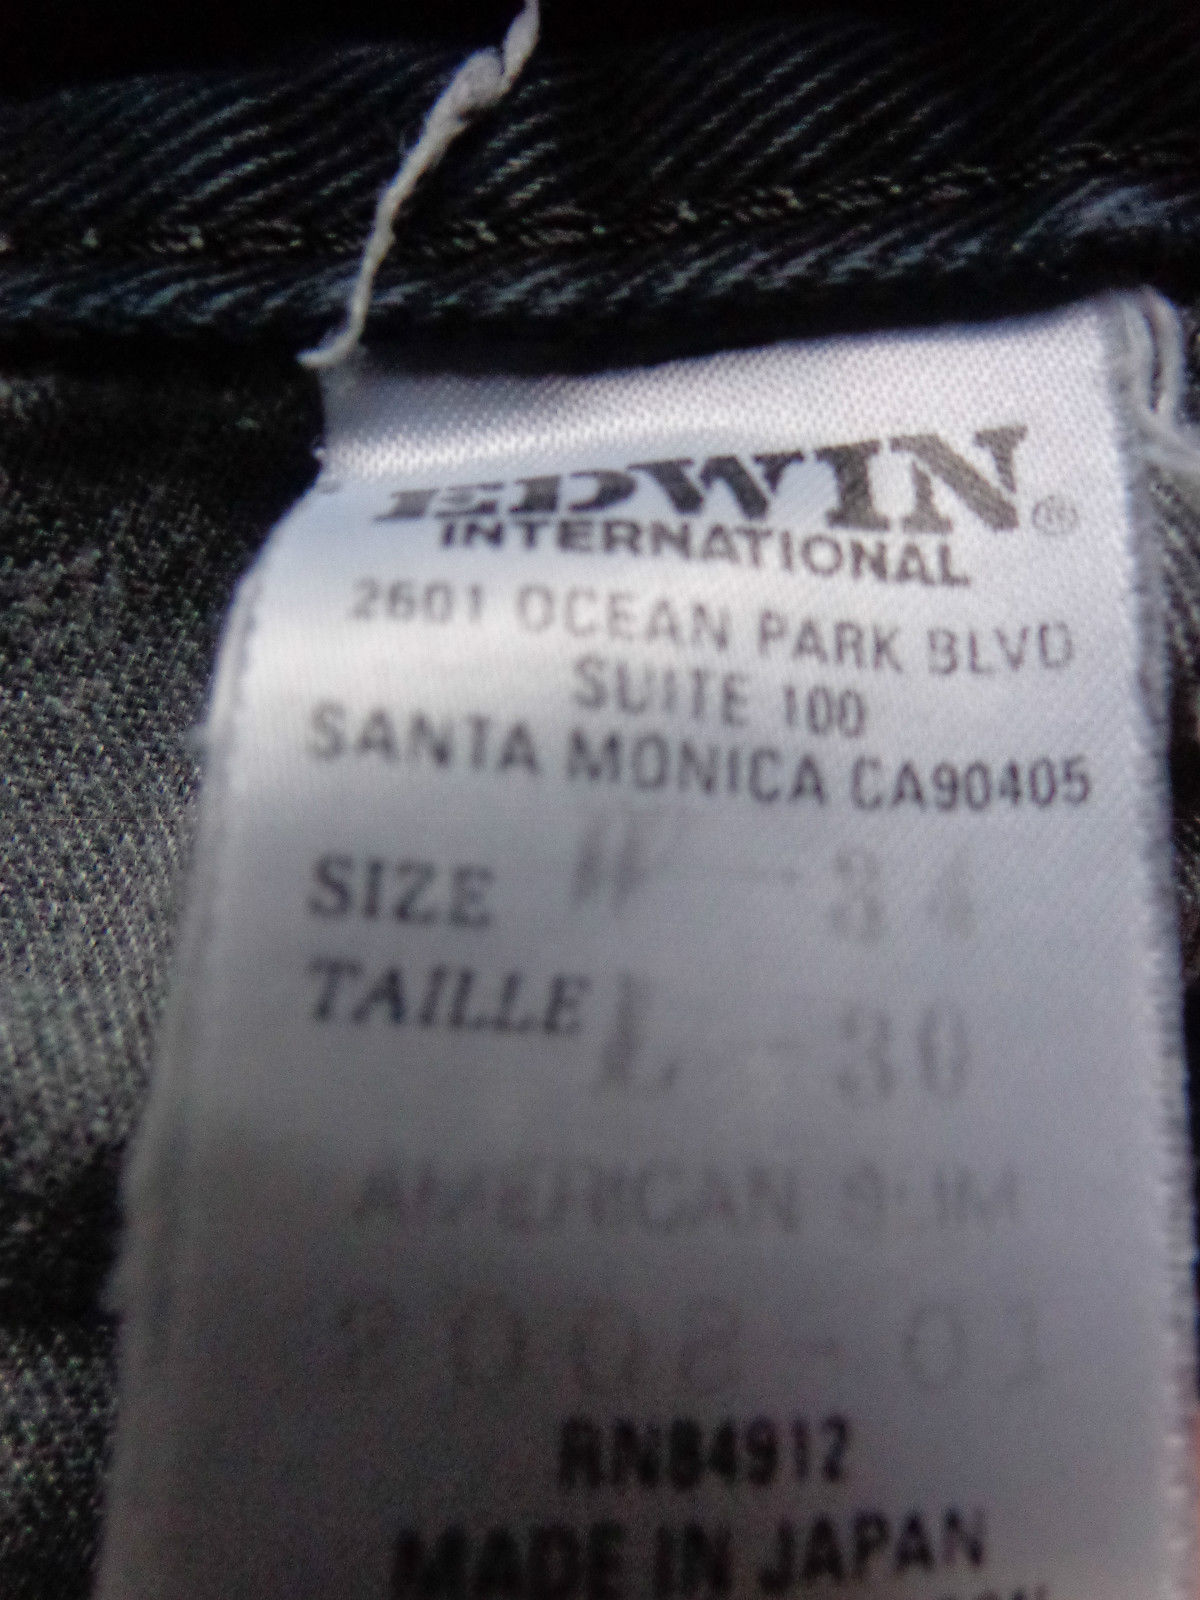 EDWIN®
INTERNATIONAL
2601 OCEAN PARK BLVD
SUITE 100
SANTA MONICA CA90405
SIZE W - 34
TAILLE L - 30
AMERICAN SLIM
RN84912
MADE IN JAPAN